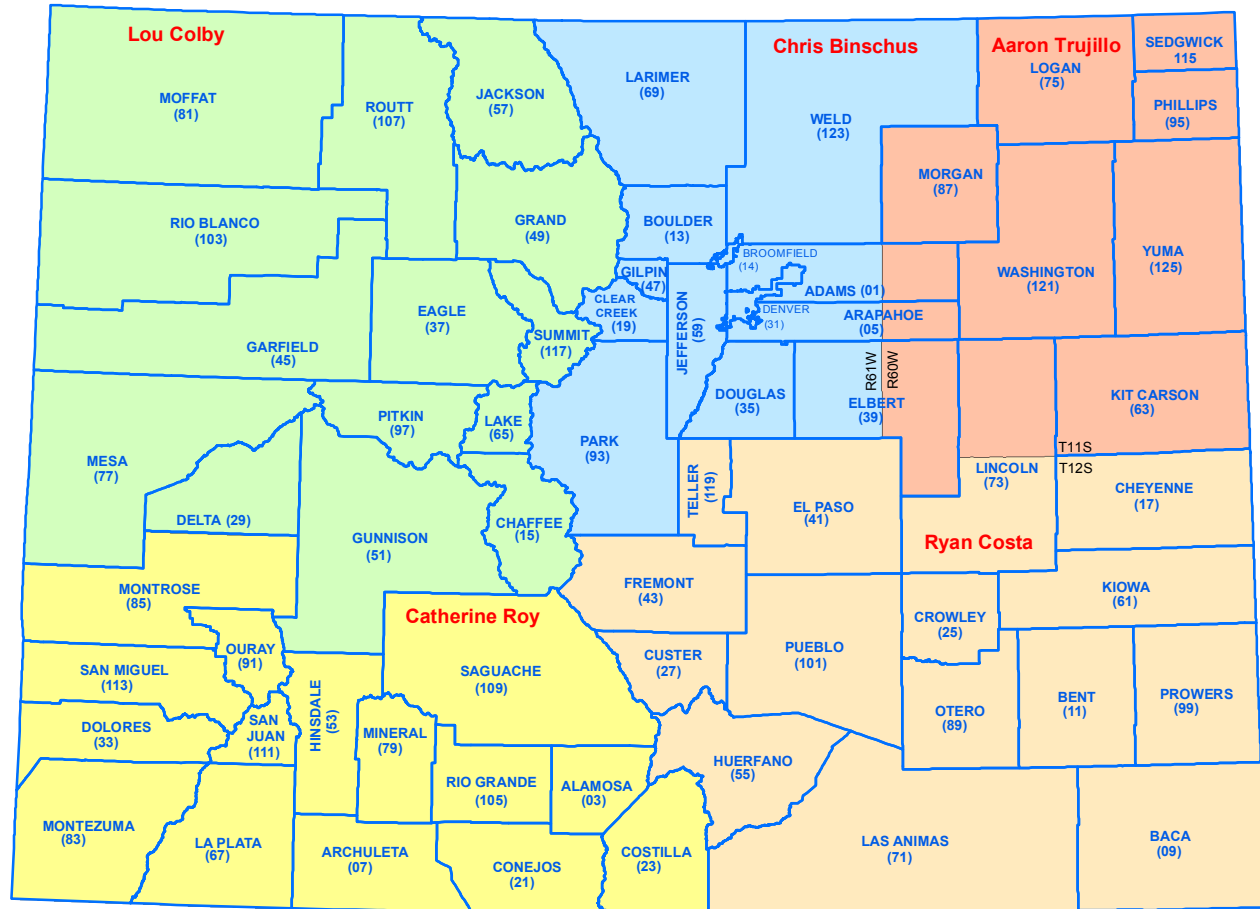 Lou Colby
Chris Binschus
Aaron Trujillo
SEDGWICK
115
LOGAN
(75)
LARIMER
(69)
MOFFAT
(81)
JACKSON
(57)
ROUTT
(107)
PHILLIPS
(95)
WELD
(123)
MORGAN
(87)
RIO BLANCO
(103)
GRAND
(49)
BOULDER
(13)
YUMA
(125)
BROOMFIELD
(14)
WASHINGTON
(121)
GILPIN
(47)
ADAMS (01)
CLEAR
CREEK
(19)
EAGLE
(37)
DENVER
(31)
ARAPAHOE
(05)
SUMMIT
(117)
JEFFERSON
(59)
GARFIELD
(45)
R61W
R60W
DOUGLAS
(35)
ELBERT
(39)
KIT CARSON
(63)
PITKIN
(97)
LAKE
(65)
PARK
(93)
T11S
T12S
MESA
(77)
LINCOLN
(73)
TELLER
(119)
CHEYENNE
(17)
EL PASO
(41)
DELTA (29)
CHAFFEE
(15)
GUNNISON
(51)
Ryan Costa
MONTROSE
(85)
FREMONT
(43)
KIOWA
(61)
Catherine Roy
CROWLEY
(25)
OURAY
(91)
PUEBLO
(101)
CUSTER
(27)
SAN MIGUEL
(113)
SAGUACHE
(109)
HINSDALE
(53)
BENT
(11)
PROWERS
(99)
OTERO
(89)
DOLORES
(33)
SAN
JUAN
(111)
MINERAL
(79)
HUERFANO
(55)
RIO GRANDE
(105)
ALAMOSA
(03)
MONTEZUMA
(83)
LA PLATA
(67)
ARCHULETA
(07)
CONEJOS
(21)
COSTILLA
(23)
LAS ANIMAS
(71)
BACA
(09)